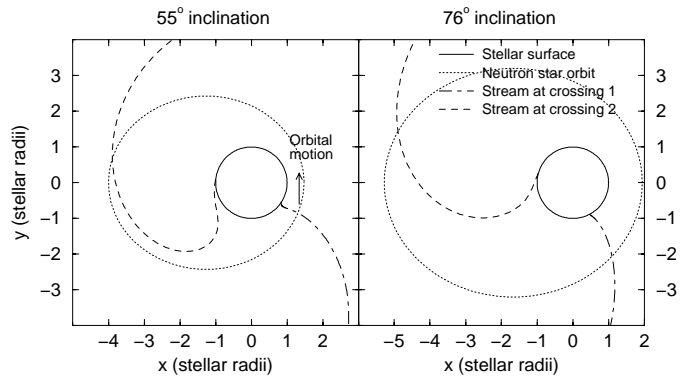 55° inclination
76° inclination
Stellar surface
Neutron star orbit
Stream at crossing 1
Stream at crossing 2
Orbital
motion
y (stellar radii)
3
2
1
0
−1
−2
−3
3
2
1
0
−1
−2
−3
−4 −3 −2 −1 0 1 2
−5 −4 −3 −2 −1 0 1 2
x (stellar radii)
x (stellar radii)